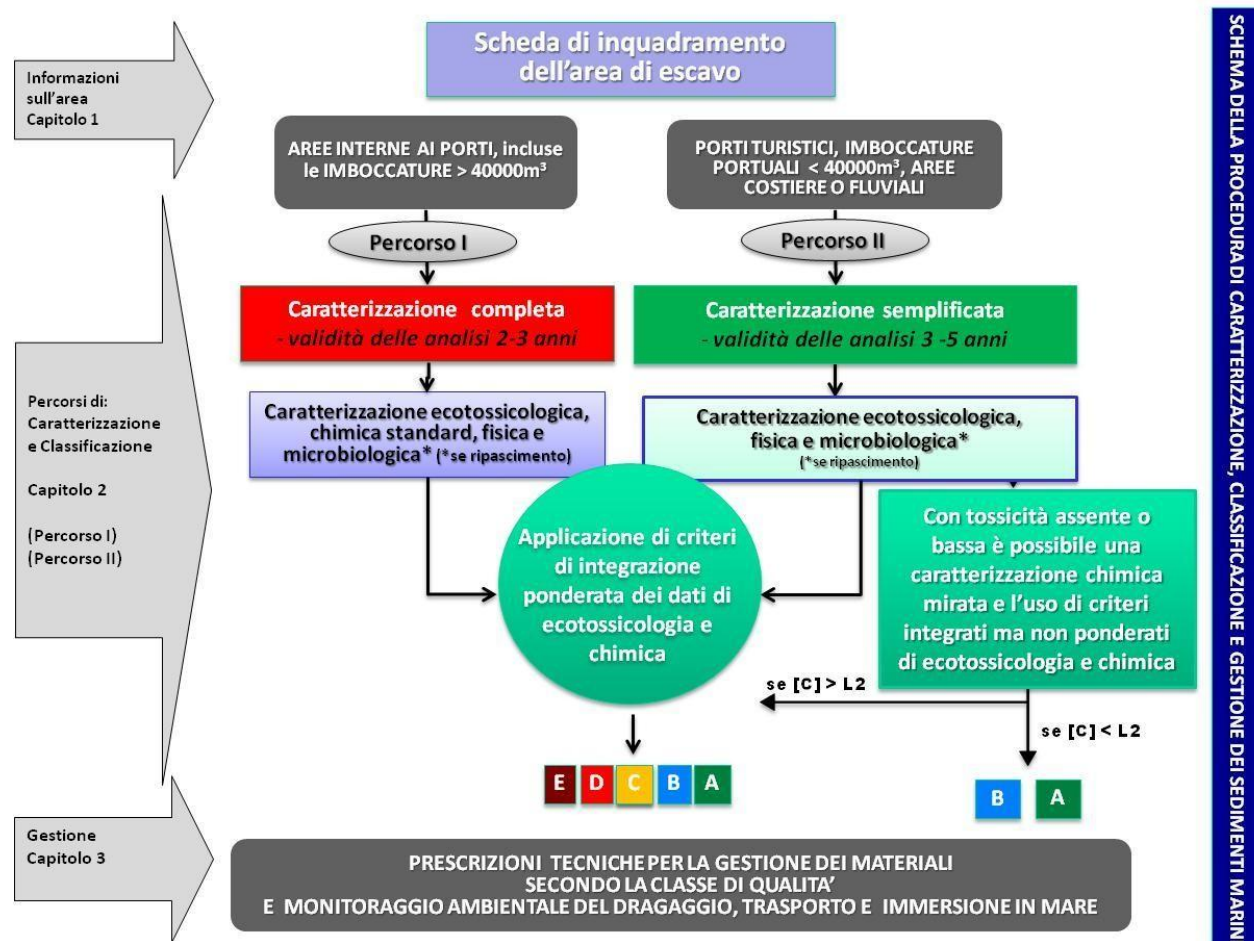 Scheda di inquadramento
dell'area di escavo
Informazioni
sull'area
Capitolo 1
AREE INTERNE AI PORTI, incluse
le IMBOCCATURE > 40000m³
PORTI TURISTICI, IMBOCCATURE
PORTUALI < 40000m³, AREE
COSTIERE O FLUVIALI
Percorso I
Percorso II
Caratterizzazione completa
- validità delle analisi 2-3 anni
Caratterizzazione semplificata
- validità delle analisi 3 -5 anni
Percorsi di:
Caratterizzazione
e Classificazione
Capitolo 2
(Percorso I)
(Percorso II)
Caratterizzazione ecotossicologica,
chimica standard, fisica e
microbiologica* (*se ripascimento)
Caratterizzazione ecotossicologica,
fisica e microbiologica*
(*se ripascimento)
Applicazione di criteri
di integrazione
ponderata dei dati di
ecotossicologia e
chimica
Con tossicità assente o
bassa è possibile una
caratterizzazione chimica
mirata e l'uso di criteri
integrati ma non ponderati
di ecotossicologia e chimica
se [C] > L2
se [C] < L2
E D C B A
B A
Gestione
Capitolo 3
PRESCRIZIONI TECNICHE PER LA GESTIONE DEI MATERIALI
SECONDO LA CLASSE DI QUALITA'
E MONITORAGGIO AMBIENTALE DEL DRAGAGGIO, TRASPORTO E IMMERSIONE IN MARE
SCHEMA DELLA PROCEDURA DI CARATTERIZZAZIONE, CLASSIFICAZIONE E GESTIONE DEI SEDIMENTI MARIN